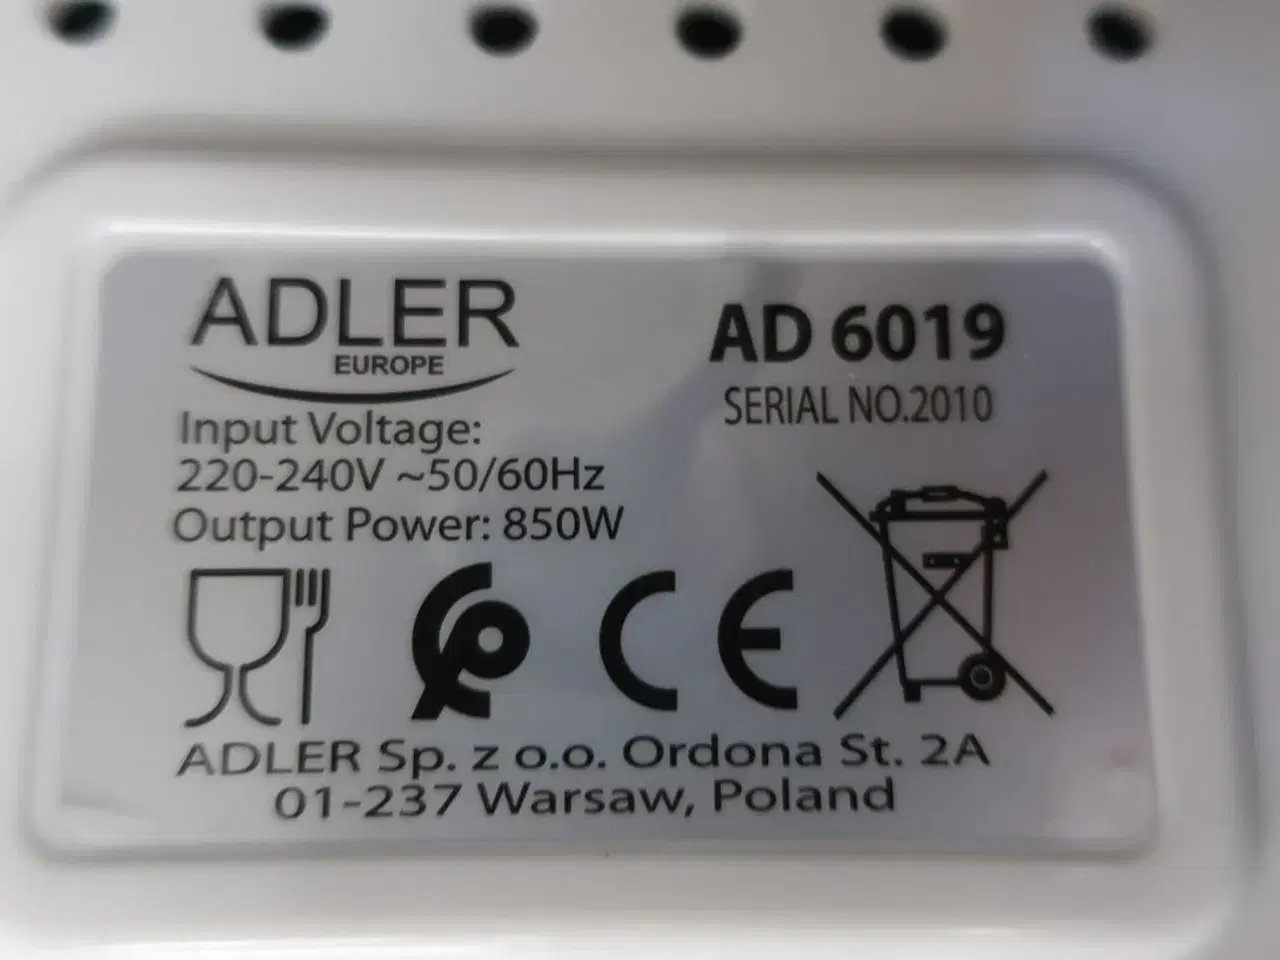 ADLER
EUROPE
AD 6019
SERIAL NO.2010
Input Voltage:
220-240V ~50/60Hz
Output Power: 850W
CE
ADLER Sp. z o.o. Ordona St. 2A
01-237 Warsaw, Poland